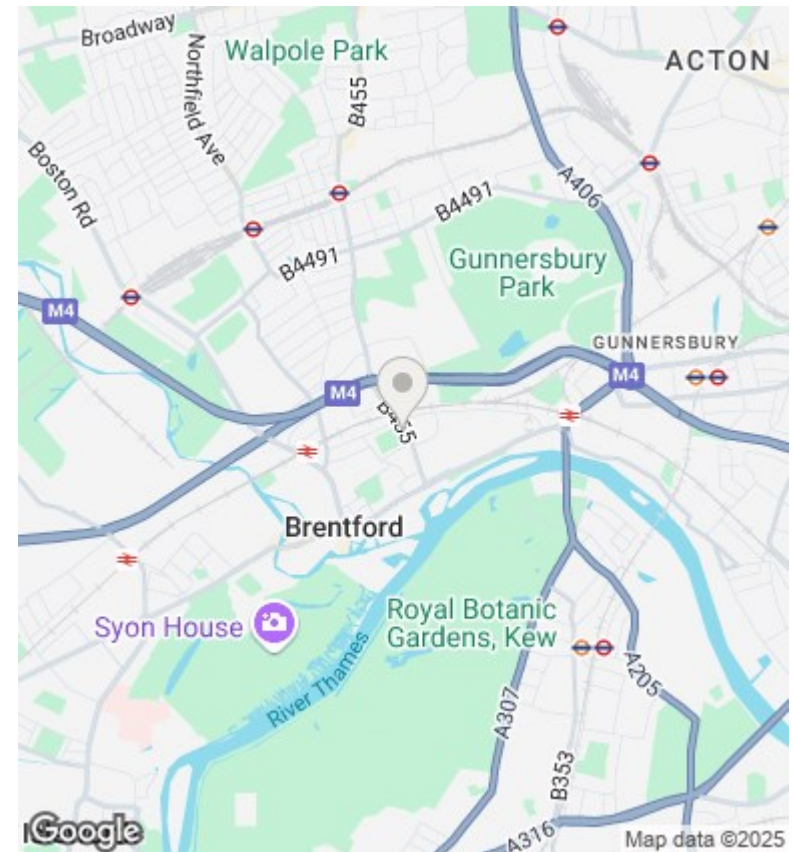 Broadway
Walpole Park
ACTON
Northfield Ave
B455
Boston Rd
A406
B4491
B4491
Gunnersbury
Park
M4
GUNNERSBURY
M4
M4
B455
Brentford
Syon House
Royal Botanic
Gardens, Kew
River Thames
A307
A205
B353
A316
Google
Map data ©2025